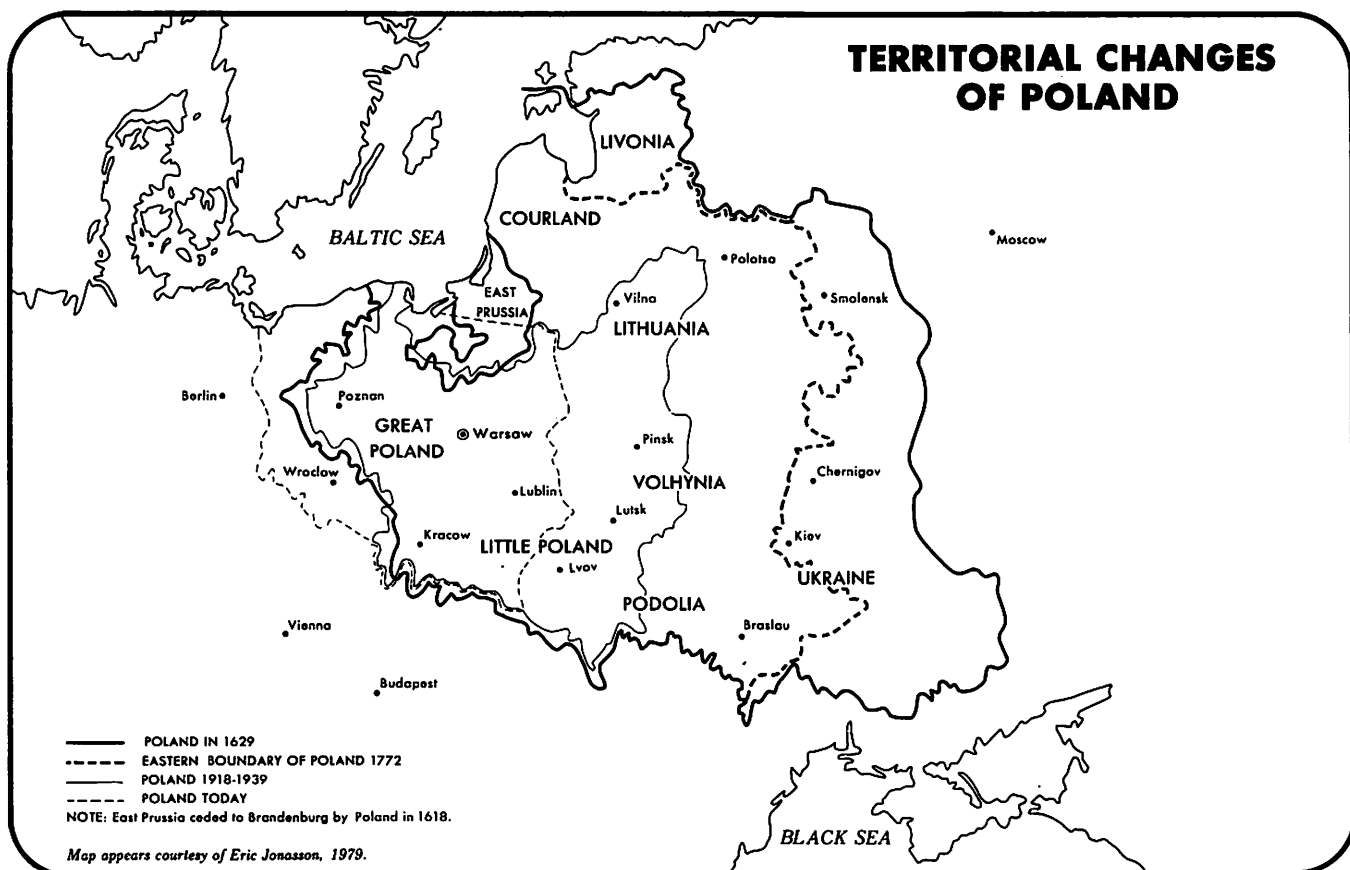 TERRITORIAL CHANGES
OF POLAND
LIVONIA
COURLAND
BALTIC SEA
Moscow
Polotsa
EAST
PRUSSIA
Vilna
Smolensk
LITHUANIA
Berlin
Poznan
GREAT
POLAND
Warsaw
Pinsk
Wroclaw
Chernigov
VOLHYNIA
Lublin
Lutsk
Kracow
LITTLE POLAND
Kiev
Lvov
UKRAINE
PODOLIA
Vienna
Braslau
Budapest
POLAND IN 1629
EASTERN BOUNDARY OF POLAND 1772
POLAND 1918-1939
POLAND TODAY
NOTE: East Prussia ceded to Brandenburg by Poland in 1618.
BLACK SEA
Map appears courtesy of Eric Jonasson, 1979.